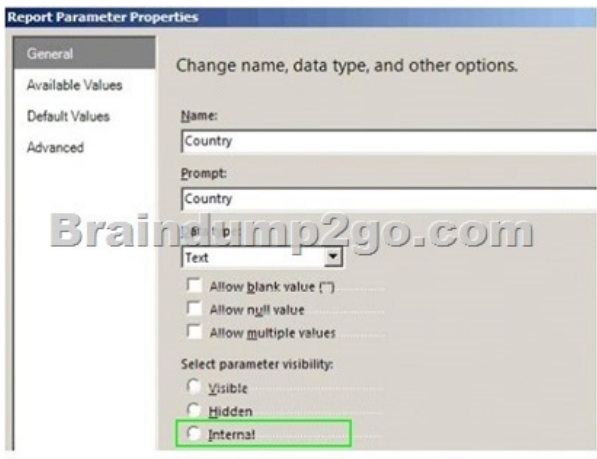 Report Parameter Properties
General
Available Values
Default Values
Advanced
Change name, data type, and other options.
Name:
Country
Prompt:
Country
Braindump2go.com
Text
Allow blank value ("")
Allow null value
Allow multiple values
Select parameter visibility:
Visible
Hidden
Internal